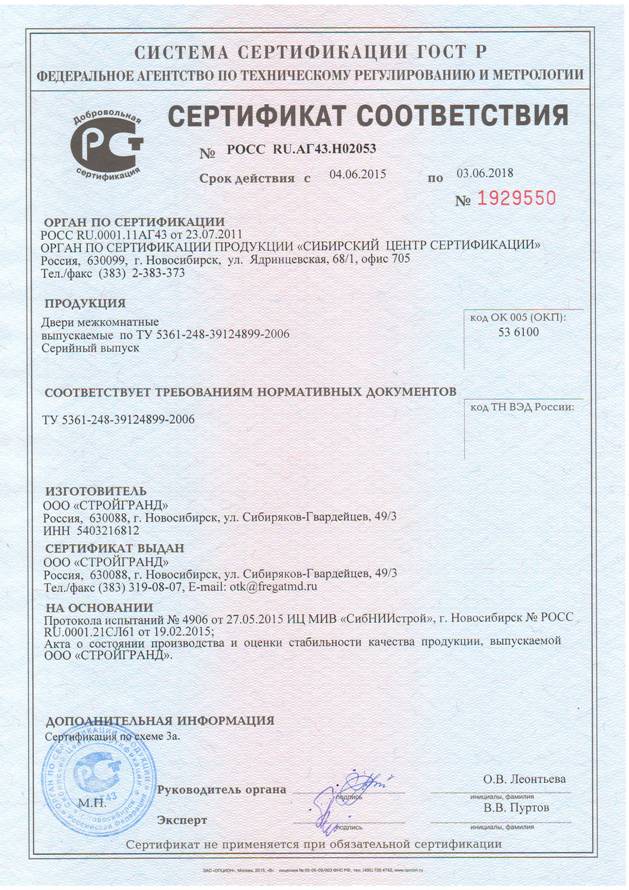 СИСТЕМА СЕРТИФИКАЦИИ ГОСТ Р
ФЕДЕРАЛЬНОЕ АГЕНТСТВО ПО ТЕХНИЧЕСКОМУ РЕГУЛИРОВАНИЮ И МЕТРОЛОГИИ
Добровольная
РСТ
сертификация
СЕРТИФИКАТ СООТВЕТСТВИЯ
№ РОСС RU.АГ43.Н02053
Срок действия с 04.06.2015 по 03.06.2018
№ 1929550
ОРГАН ПО СЕРТИФИКАЦИИ
РОСС RU.0001.11АГ43 от 23.07.2011
ОРГАН ПО СЕРТИФИКАЦИИ ПРОДУКЦИИ «СИБИРСКИЙ ЦЕНТР СЕРТИФИКАЦИИ»
Россия, 630099, г. Новосибирск, ул. Ядринцевская, 68/1, офис 705
Тел./факс (383) 2-383-373
ПРОДУКЦИЯ
Двери межкомнатные
выпускаемые по ТУ 5361-248-39124899-2006
Серийный выпуск
код ОК 005 (ОКП):
53 6100
СООТВЕТСТВУЕТ ТРЕБОВАНИЯМ НОРМАТИВНЫХ ДОКУМЕНТОВ
ТУ 5361-248-39124899-2006
код ТН ВЭД России:
ИЗГОТОВИТЕЛЬ
ООО «СТРОЙГРАНД»
Россия, 630088, г. Новосибирск, ул. Сибиряков-Гвардейцев, 49/3
ИНН 5403216812
СЕРТИФИКАТ ВЫДАН
ООО «СТРОЙГРАНД»
Россия, 630088, г. Новосибирск, ул. Сибиряков-Гвардейцев, 49/3
Тел./факс (383) 319-08-07, E-mail: otk@fregatmd.ru
НА ОСНОВАНИИ
Протокола испытаний № 4906 от 27.05.2015 ИЦ МИВ «СибНИИстрой», г. Новосибирск № РОСС
RU.0001.21СЛ61 от 19.02.2015;
Акта о состоянии производства и оценки стабильности качества продукции, выпускаемой
ООО «СТРОЙГРАНД».
ДОПОЛНИТЕЛЬНАЯ ИНФОРМАЦИЯ
Сертификация по схеме 3а.
М.П.
Руководитель органа
подпись
О.В. Леонтьева
инициалы, фамилия
Эксперт
подпись
В.В. Пуртов
инициалы, фамилия
Сертификат не применяется при обязательной сертификации